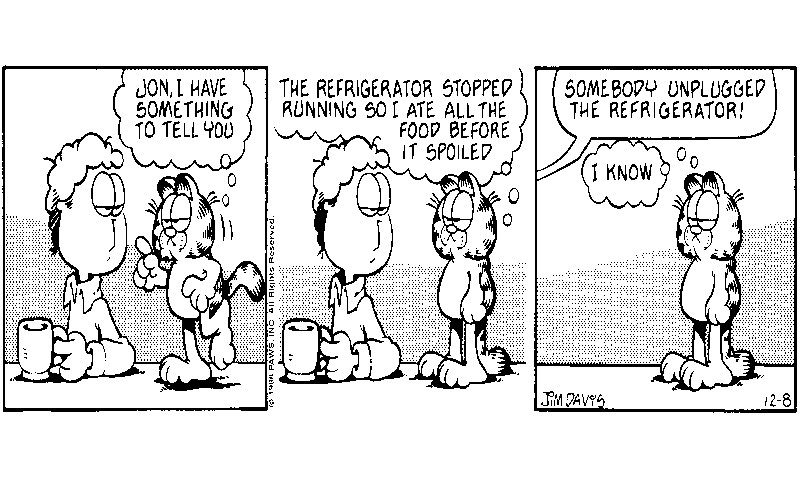 JON, I HAVE
SOMETHING
TO TELL YOU
THE REFRIGERATOR STOPPED
RUNNING SO I ATE ALL THE
FOOD BEFORE
IT SPOILED
SOMEBODY UNPLUGGED
THE REFRIGERATOR!
I KNOW
PAWS, INC. All Rights Reserved.
JIM DAVIS
12-8